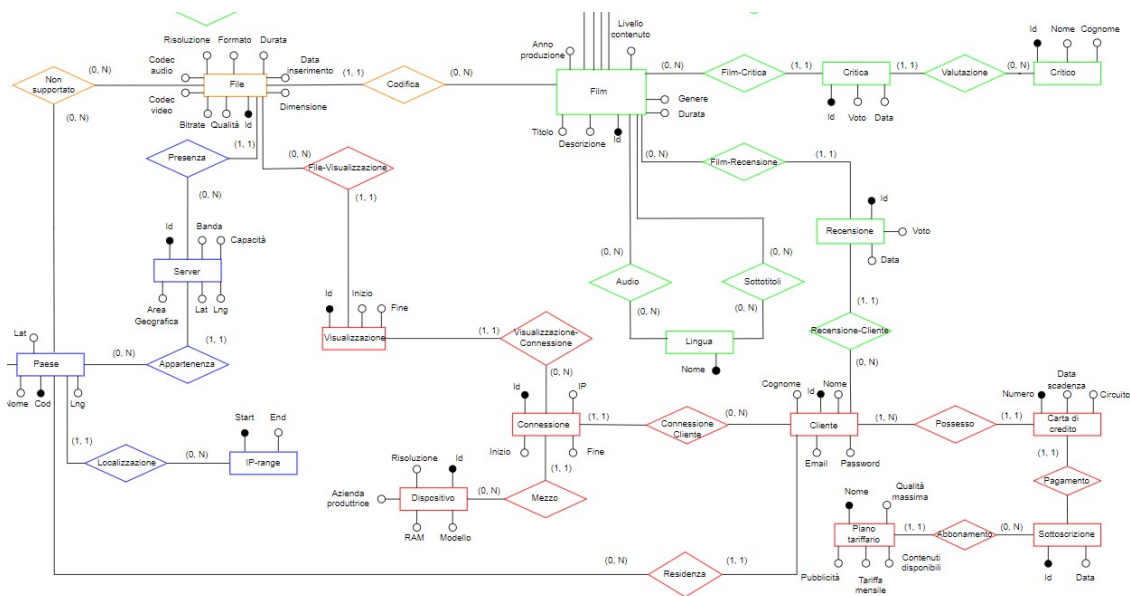 Livello
contenuto
Anno
produzione
Id
Nome
Cognome
Risoluzione
Formato
Durata
Codec
audio
Data
inserimento
Non
supportato
(0, N)
File
(1, 1)
Codifica
(0, N)
Film
(0, N)
Film-Critica
(1, 1)
Critica
(1, 1)
Valutazione
(0, N)
Critico
Codec
video
Dimensione
Genere
Durata
Bitrate
Qualità
Id
Titolo
Descrizione
Id
Id
Voto
Data
(0, N)
(1, 1)
Presenza
(0, N)
File-Visualizzazione
(0, N)
Film-Recensione
(1, 1)
(0, N)
(1, 1)
Id
Recensione
Voto
Data
Id
Banda
Capacità
Server
Area
Geografica
Lat
Lng
(0, N)
Audio
(0, N)
Sottotitoli
(0, N)
(0, N)
Id
Inizio
Fine
Visualizzazione
(1, 1)
Visualizzazione-
Connessione
(0, N)
Lingua
Nome
(1, 1)
Recensione-Cliente
(0, N)
Lat
Paese
(0, N)
Appartenenza
(1, 1)
Nome
Cod
Lng
Start
End
(1, 1)
Localizzazione
(0, N)
IP-range
Id
IP
Connessione
(1, 1)
Connessione
Cliente
(0, N)
Inizio
Fine
(1, 1)
Cognome
Id
Nome
Cliente
Email
Password
(1, N)
Possesso
(1, 1)
Numero
Data
scadenza
Circuito
Carta di
credito
(1, 1)
Pagamento
Risoluzione
Id
Azienda
produttrice
Dispositivo
(0, N)
Mezzo
RAM
Modello
Nome
Qualità
massima
Piano
tariffario
(1, 1)
Abbonamento
(0, N)
Sottosorizione
Pubblicità
Tariffa
mensile
Contenuti
disponibili
Id
Data
(0, N)
Residenza
(1, 1)